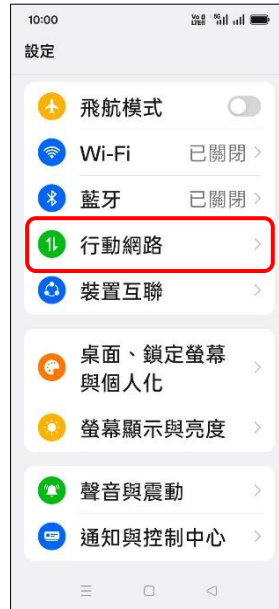 10:00
設定
飛航模式
Wi-Fi 已關閉
藍牙 已關閉
行動網路
裝置互聯
桌面、鎖定螢幕
與個人化
螢幕顯示與亮度
聲音與震動
通知與控制中心